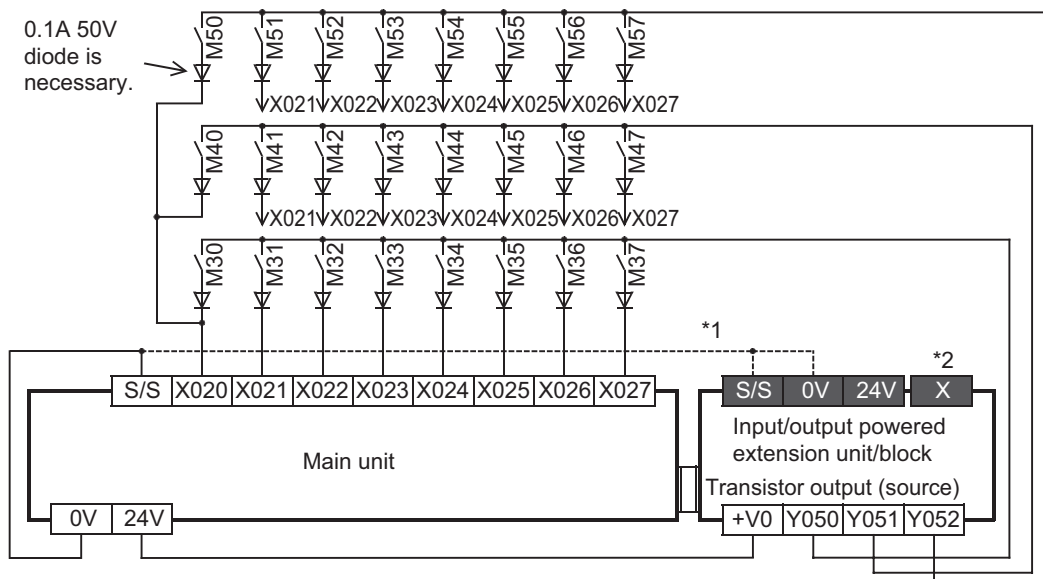 0.1A 50V
diode is
necessary.
M50 M51 M52 M53 M54 M55 M56 M57
X021 X022 X023 X024 X025 X026 X027
M40 M41 M42 M43 M44 M45 M46 M47
X021 X022 X023 X024 X025 X026 X027
M30 M31 M32 M33 M34 M35 M36 M37
*1
*2
S/S X020 X021 X022 X023 X024 X025 X026 X027
S/S 0V 24V X
Main unit
Input/output powered
extension unit/block
Transistor output (source)
0V 24V
+V0 Y050 Y051 Y052